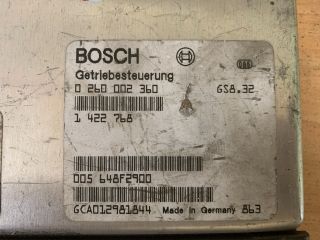 BOSCH
Getriebesteuerung
0 260 002 360 GS8.32
1 422 768
005 648F2900
GCA012981844 Made in Germany 863